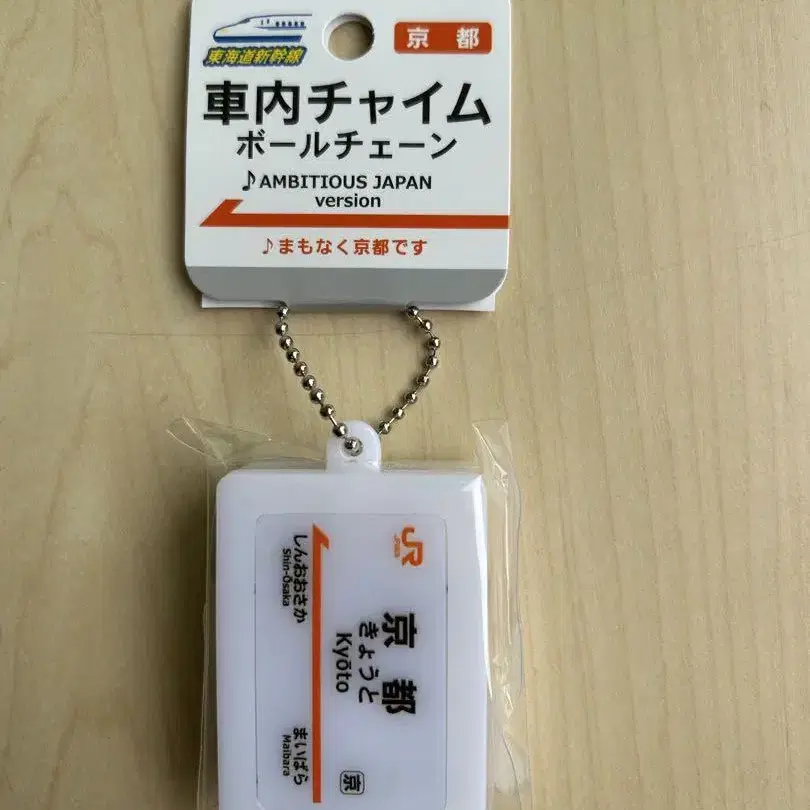 東海道新幹線
京都
車内チャイム
ボールチェーン
♪AMBITIOUS JAPAN
version
♪まもなく京都です
JR
京都
きょうと
Kyōto
しんおおさか
Shin-Ōsaka
まいばら
Maibara
京